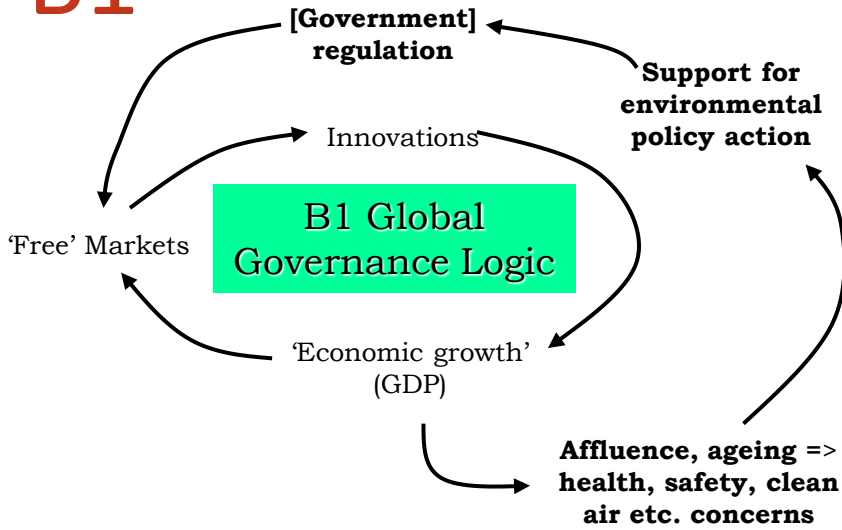 B1
[Government]
regulation
Support for
environmental
policy action
Innovations
B1 Global
Governance Logic
‘Free’ Markets
‘Economic growth’
(GDP)
Affluence, ageing =>
health, safety, clean
air etc. concerns